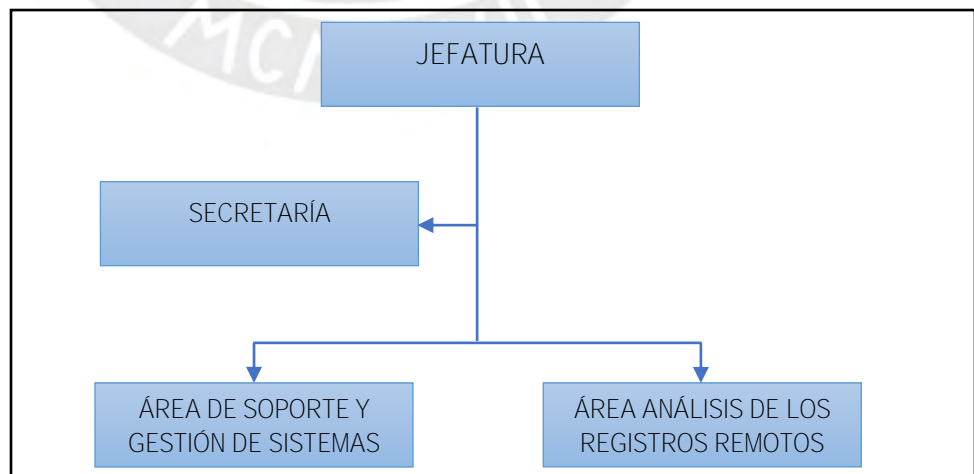 JEFATURA
SECRETARÍA
ÁREA DE SOPORTE Y
GESTIÓN DE SISTEMAS
ÁREA ANÁLISIS DE LOS
REGISTROS REMOTOS